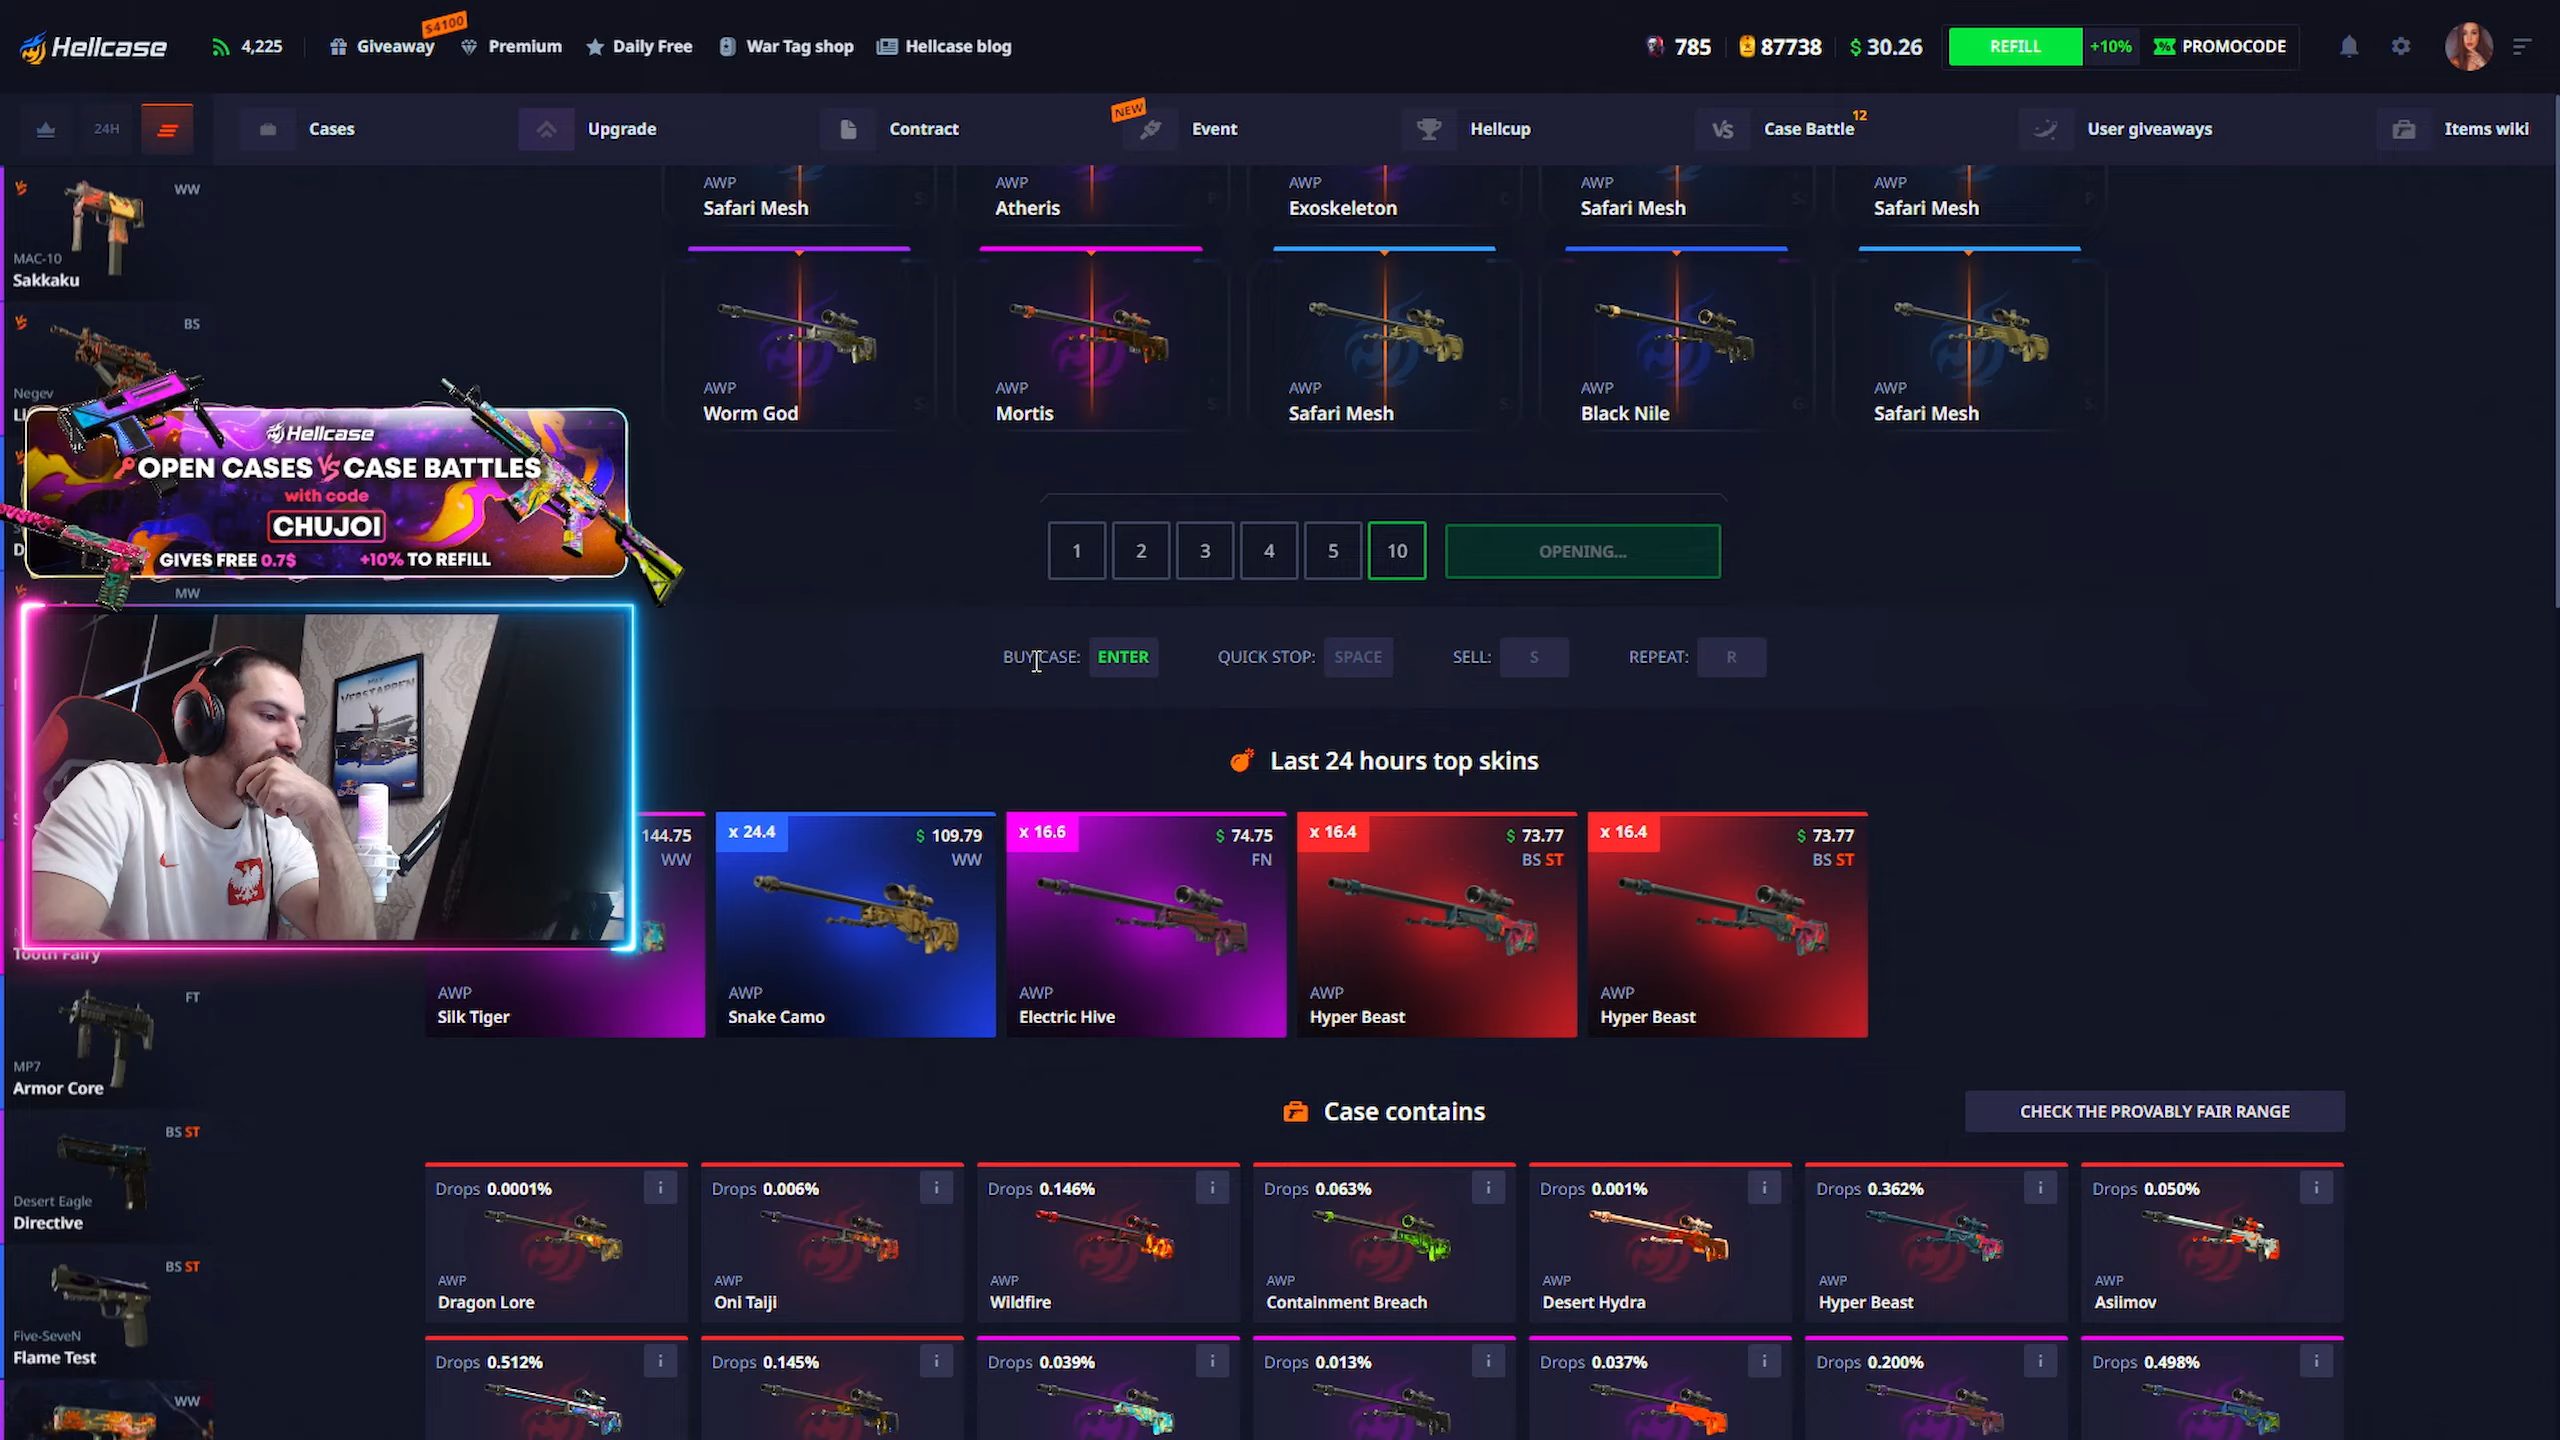 Hellcase
4,225
Giveaway
$4100
Premium
Daily Free
War Tag shop
Hellcase blog
785
87738
$ 30.26
REFILL
+10%
PROMOCODE
24H
Cases
Upgrade
Contract
NEW
Event
Hellcup
VS
Case Battle
12
User giveaways
Items wiki
WW
MAC-10
Sakkaku
BS
Negev
AWP
Safari Mesh
AWP
Atheris
AWP
Exoskeleton
AWP
Safari Mesh
AWP
Safari Mesh
AWP
Worm God
AWP
Mortis
AWP
Safari Mesh
AWP
Black Nile
AWP
Safari Mesh
Hellcase
OPEN CASES VS CASE BATTLES
with code
CHUJOI
GIVES FREE 0.7$
+10% TO REFILL
MW
1
2
3
4
5
10
OPENING...
BUY CASE:
ENTER
QUICK STOP:
SPACE
SELL:
S
REPEAT:
R
VERSTAPPEN
Last 24 hours top skins
144.75
WW
AWP
Silk Tiger
x 24.4
$ 109.79
WW
AWP
Snake Camo
x 16.6
$ 74.75
FN
AWP
Electric Hive
x 16.4
$ 73.77
BS ST
AWP
Hyper Beast
x 16.4
$ 73.77
BS ST
AWP
Hyper Beast
Tooth Fairy
FT
MP7
Armor Core
BS ST
Desert Eagle
Directive
BS ST
Five-SeveN
Flame Test
WW
Case contains
CHECK THE PROVABLY FAIR RANGE
Drops 0.0001%
AWP
Dragon Lore
Drops 0.006%
AWP
Oni Taiji
Drops 0.146%
AWP
Wildfire
Drops 0.063%
AWP
Containment Breach
Drops 0.001%
AWP
Desert Hydra
Drops 0.362%
AWP
Hyper Beast
Drops 0.050%
AWP
Asiimov
Drops 0.512%
Drops 0.145%
Drops 0.039%
Drops 0.013%
Drops 0.037%
Drops 0.200%
Drops 0.498%